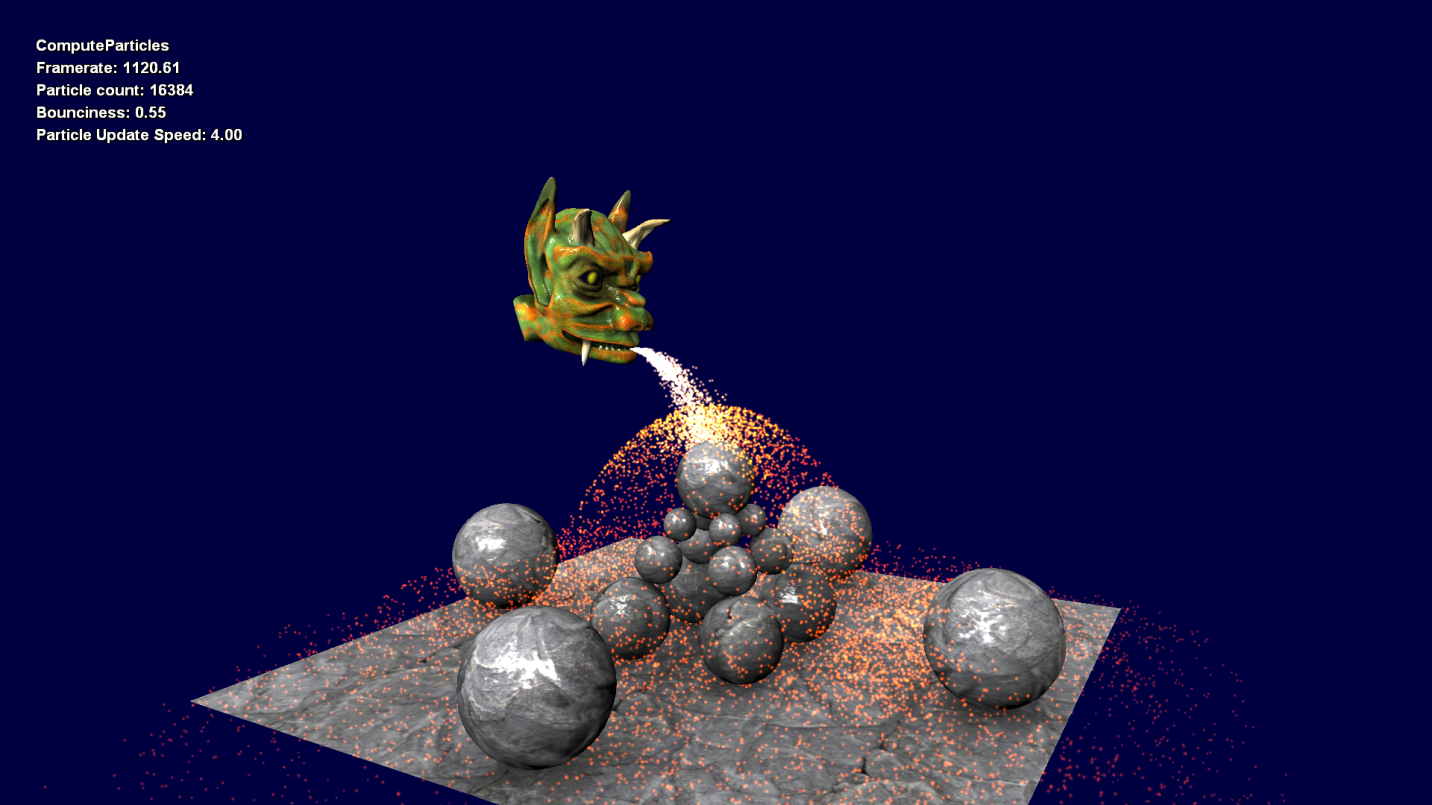 ComputeParticles
Framerate: 1120.61
Particle count: 16384
Bounciness: 0.55
Particle Update Speed: 4.00